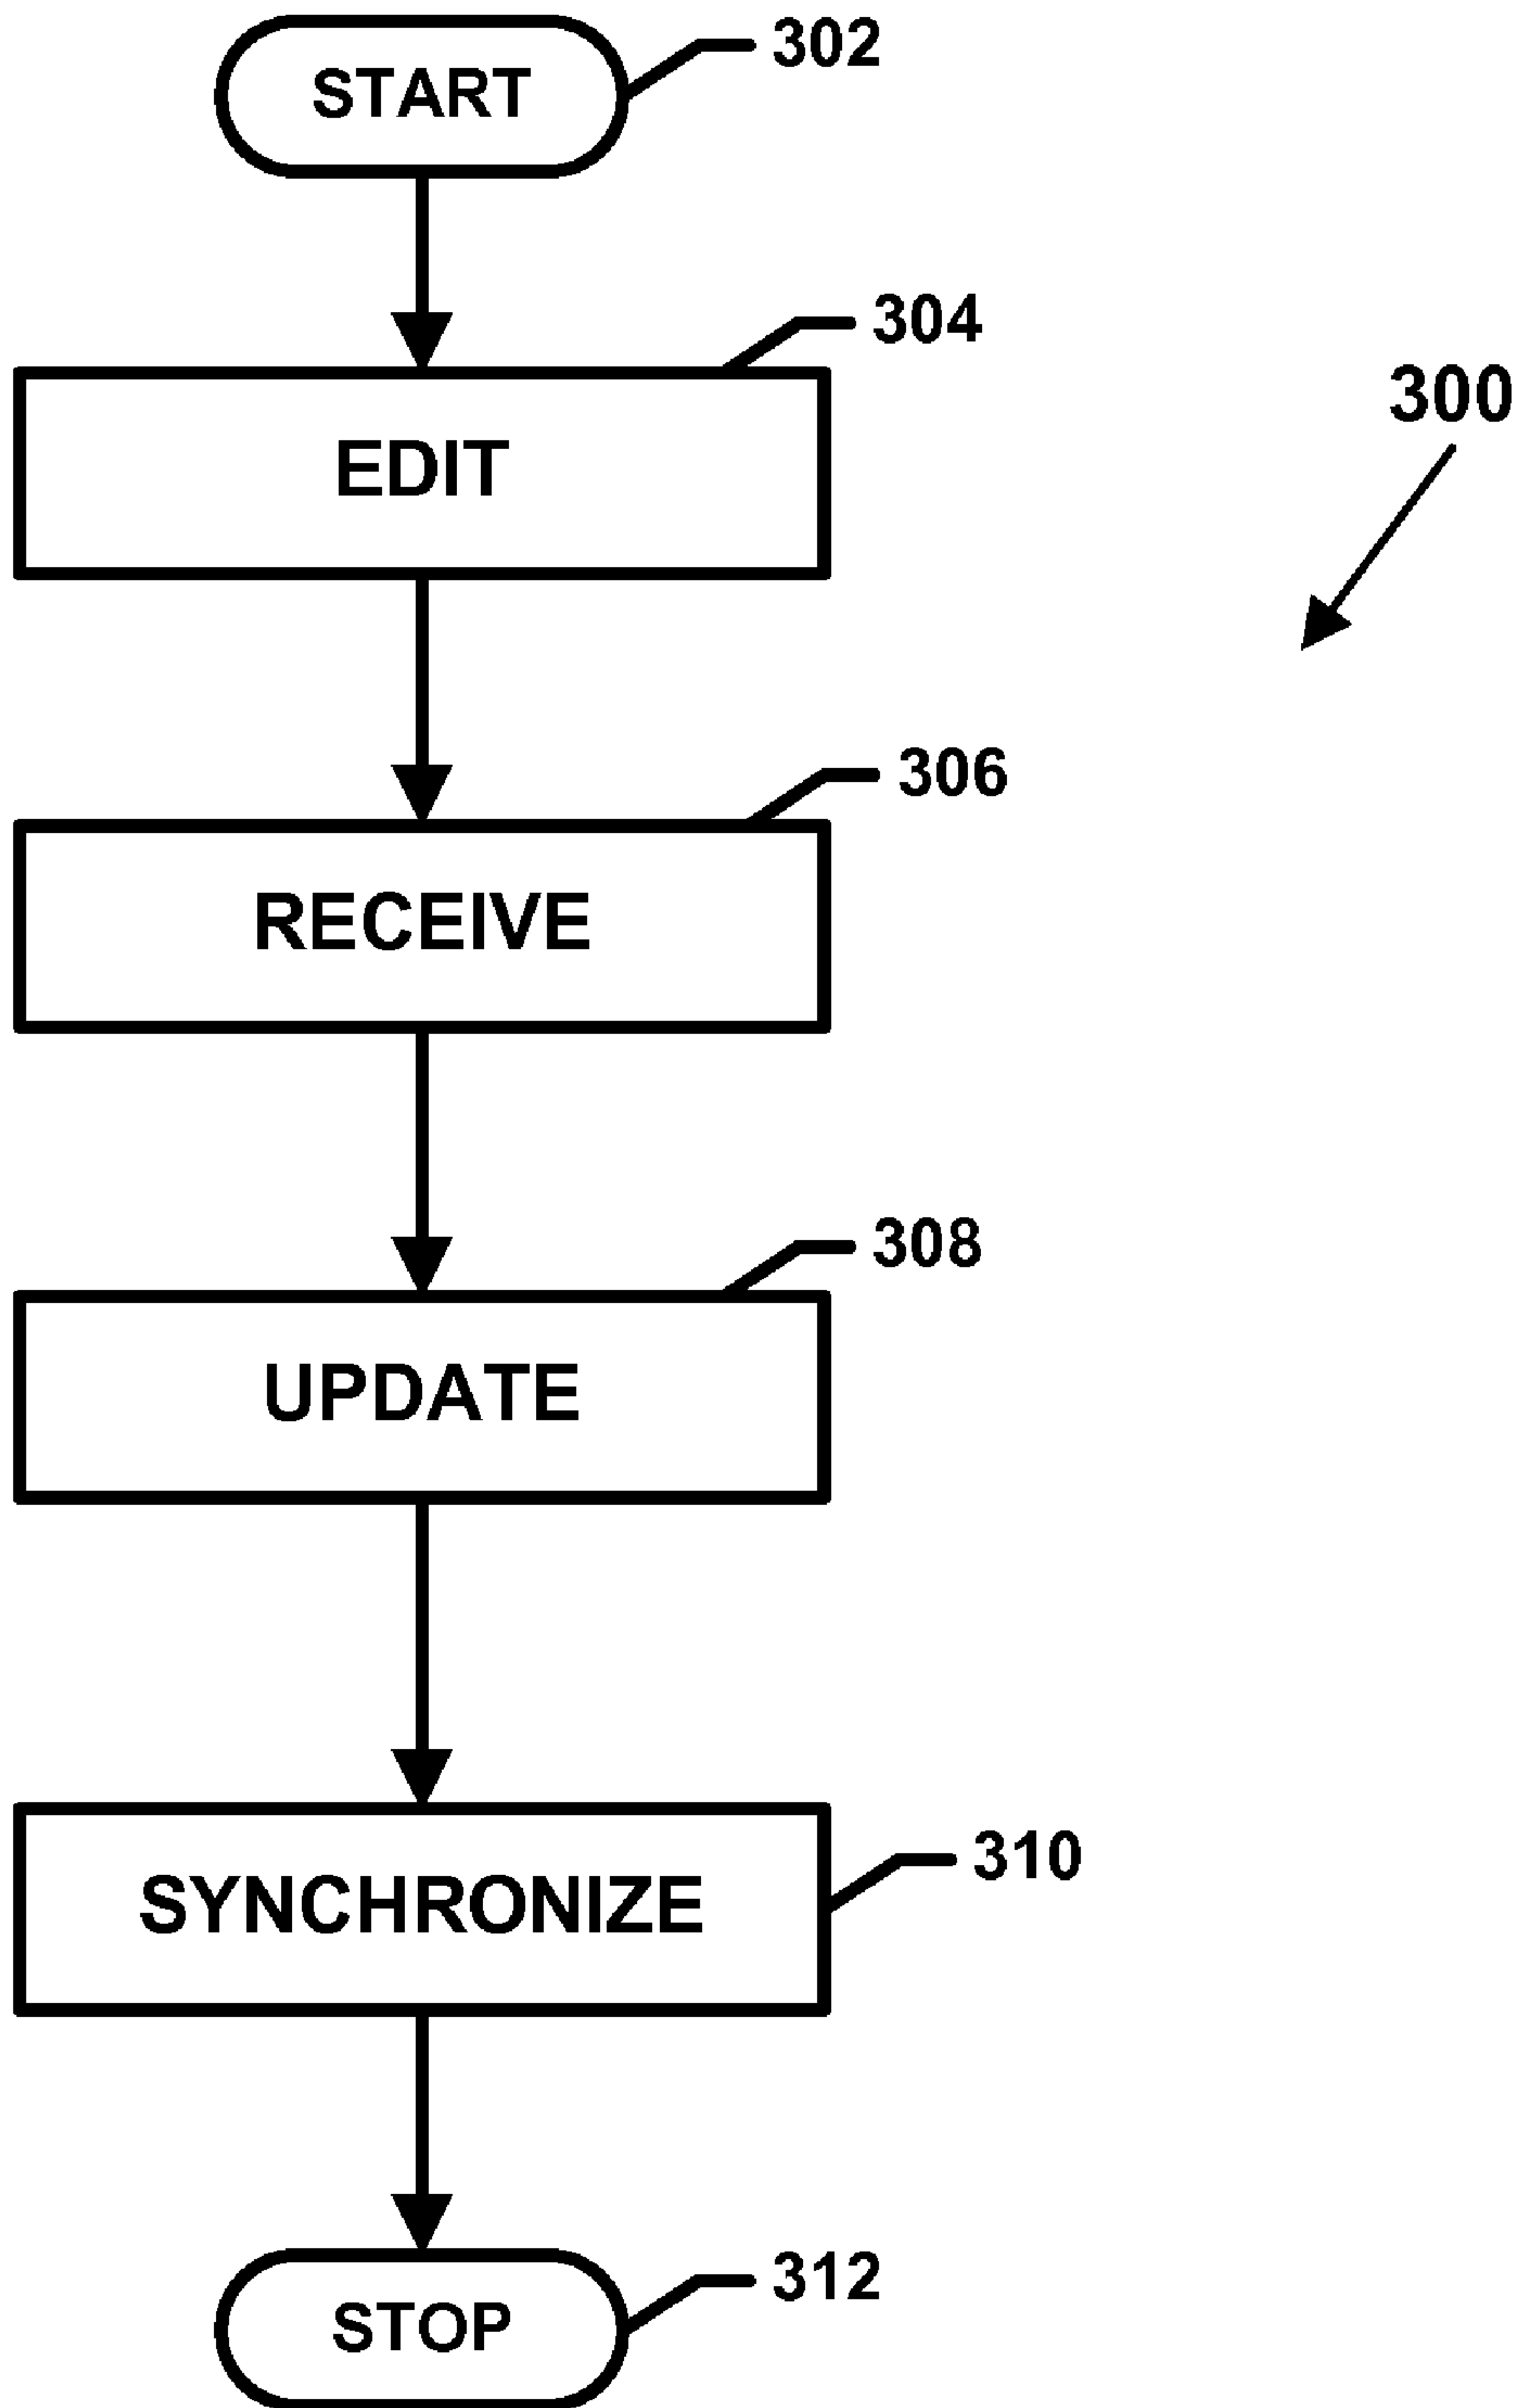 START
302
304
EDIT
300
306
RECEIVE
308
UPDATE
310
SYNCHRONIZE
312
STOP